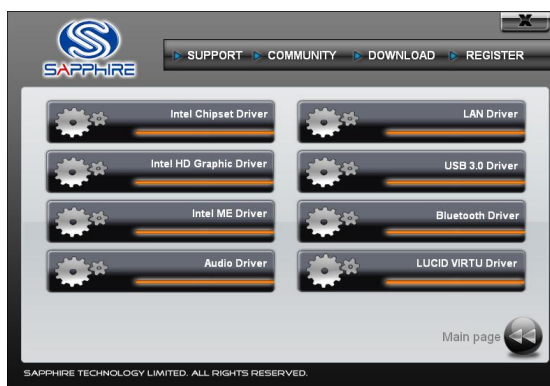 X
SAPPHIRE
SUPPORT COMMUNITY DOWNLOAD REGISTER
Intel Chipset Driver
LAN Driver
Intel HD Graphic Driver
USB 3.0 Driver
Intel ME Driver
Bluetooth Driver
Audio Driver
LUCID VIRTU Driver
Main page
SAPPHIRE TECHNOLOGY LIMITED. ALL RIGHTS RESERVED.